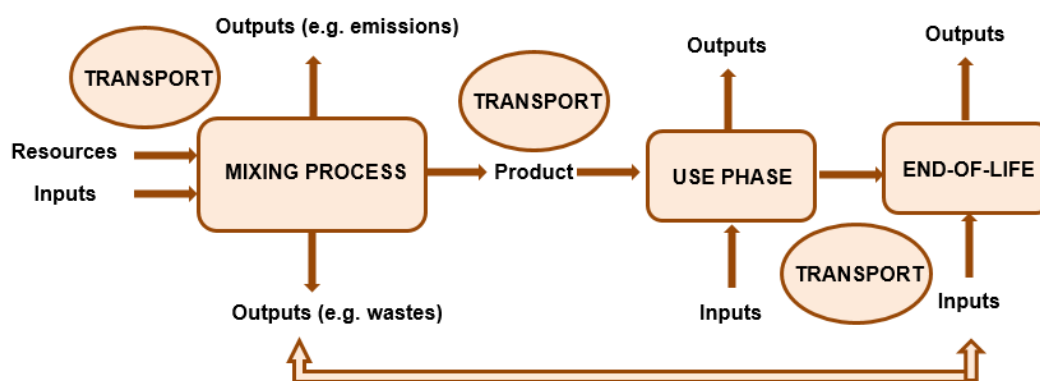 Outputs (e.g. emissions)
TRANSPORT
Resources
Inputs
MIXING PROCESS
Outputs (e.g. wastes)
TRANSPORT
Product
Outputs
USE PHASE
Inputs
TRANSPORT
Outputs
END-OF-LIFE
Inputs